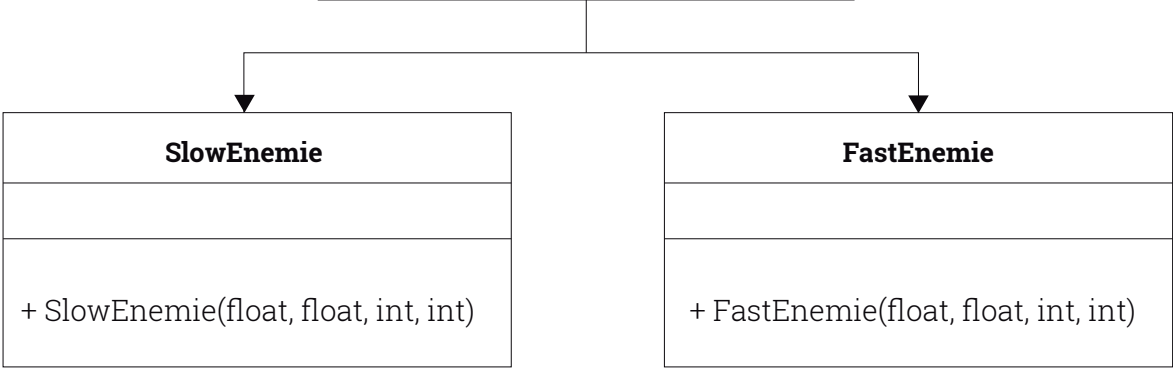 SlowEnemie
FastEnemie
+ SlowEnemie(float, float, int, int)
+ FastEnemie(float, float, int, int)